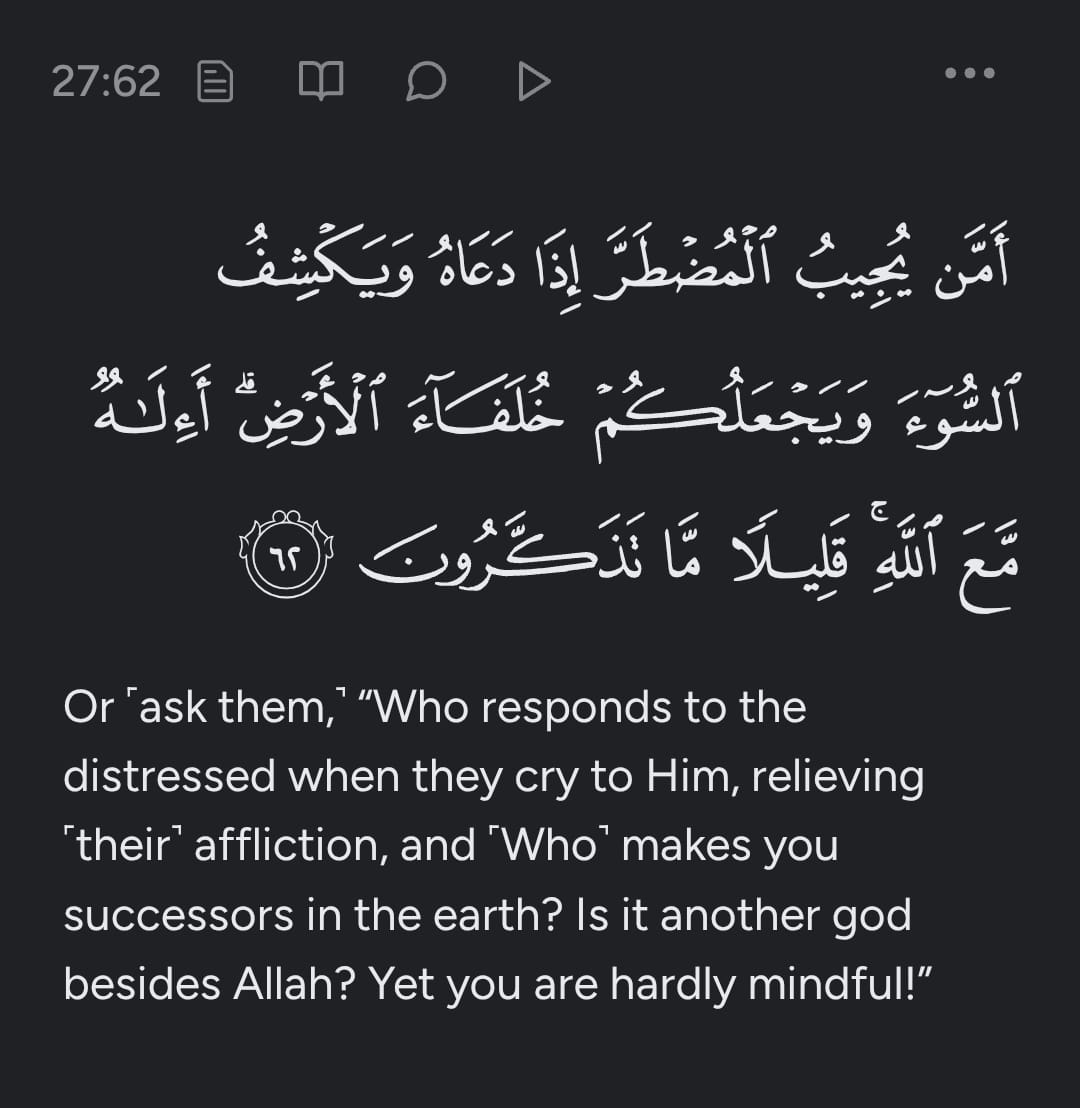 27:62
أَمَّن يُجِيبُ ٱلْمُضْطَرَّ إِذَا دَعَاهُ وَيَكْشِفُ
ٱلسُّوٓءَ وَيَجْعَلُكُمْ خُلَفَآءَ ٱلْأَرْضِ ۗ أَءِلَـٰهٌ
مَّعَ ٱللَّهِ ۚ قَلِيلًا مَّا تَذَكَّرُونَ ٦٢
Or ˹ask them,˺ “Who responds to the
distressed when they cry to Him, relieving
˹their˺ affliction, and ˹Who˺ makes you
successors in the earth? Is it another god
besides Allah? Yet you are hardly mindful!”